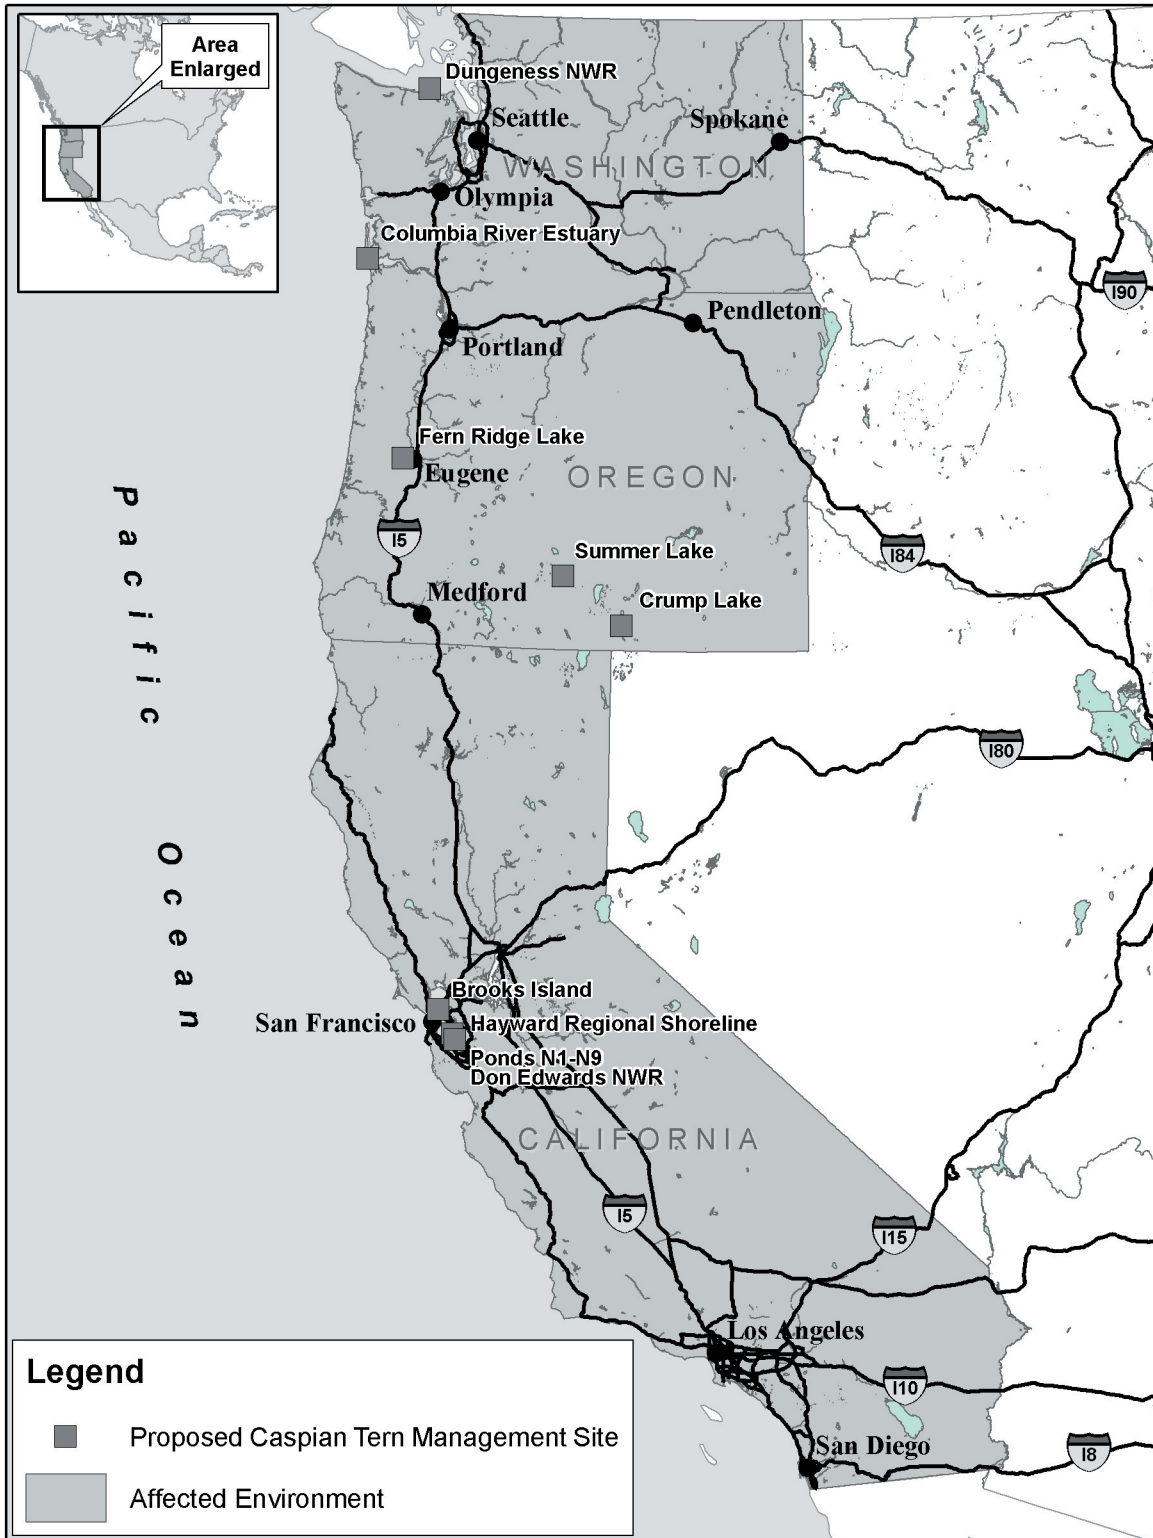 Area
Enlarged
Dungeness NWR
Seattle
Spokane
WASHINGTON
Olympia
Columbia River Estuary
I90
Pendleton
Portland
Fern Ridge Lake
Eugene
OREGON
I5
I84
Summer Lake
Medford
Crump Lake
Pacific
Ocean
I80
Brooks Island
San Francisco
Hayward Regional Shoreline
Ponds N1-N9
Don Edwards NWR
CALIFORNIA
I5
I15
Los Angeles
I10
San Diego
I8
Legend
Proposed Caspian Tern Management Site
Affected Environment